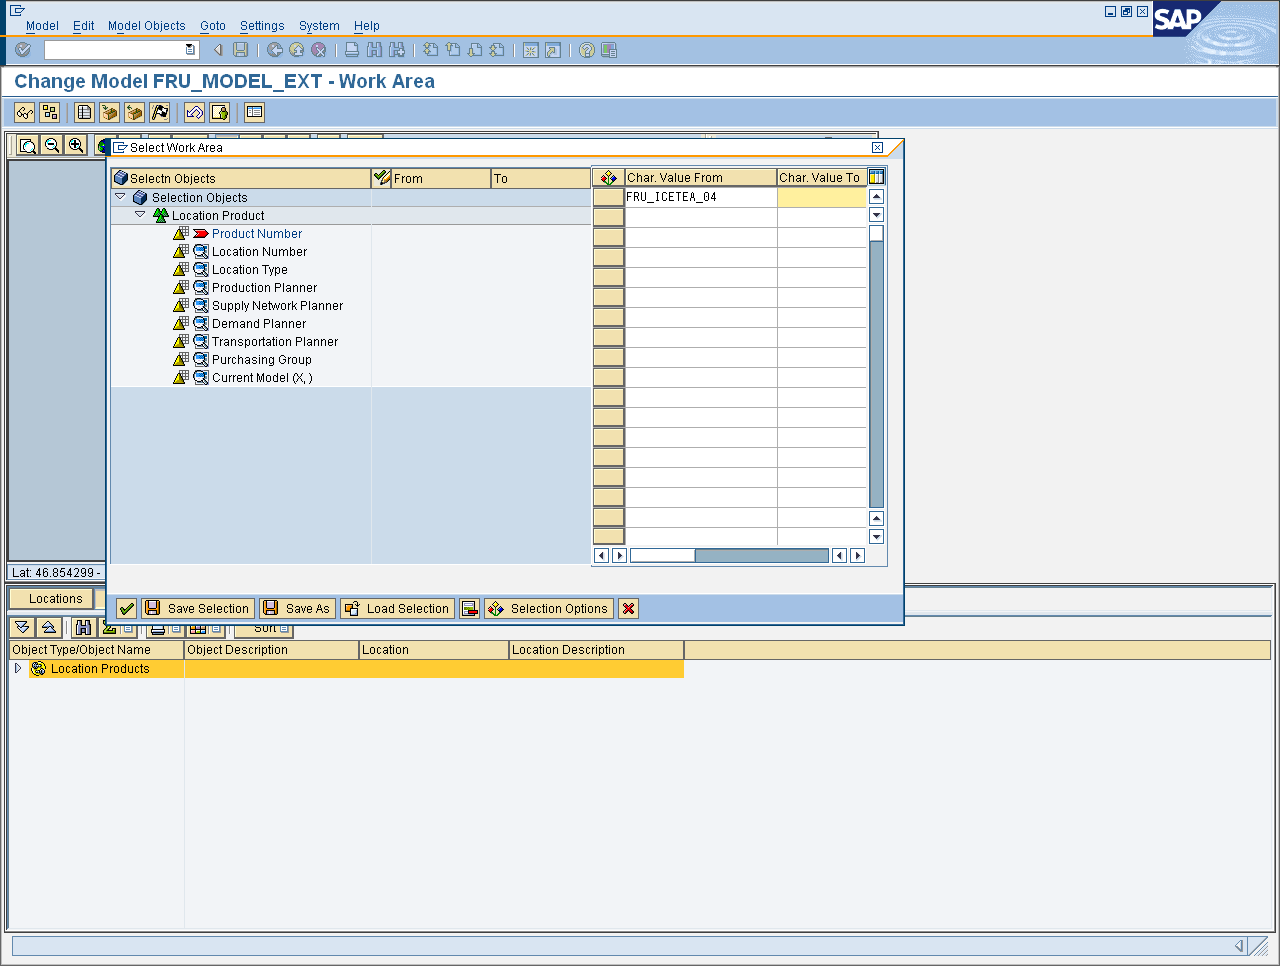 Model Edit Model Objects Goto Settings System Help
SAP
Change Model FRU_MODEL_EXT - Work Area
Select Work Area
Selectn Objects From To
Char. Value From Char. Value To
Selection Objects
FRU_ICETEA_04
Location Product
Product Number
Location Number
Location Type
Production Planner
Supply Network Planner
Demand Planner
Transportation Planner
Purchasing Group
Current Model (X, )
Lat: 46.854299 -
Locations
Save Selection Save As Load Selection Selection Options
Sort
Object Type/Object Name Object Description Location Location Description
Location Products